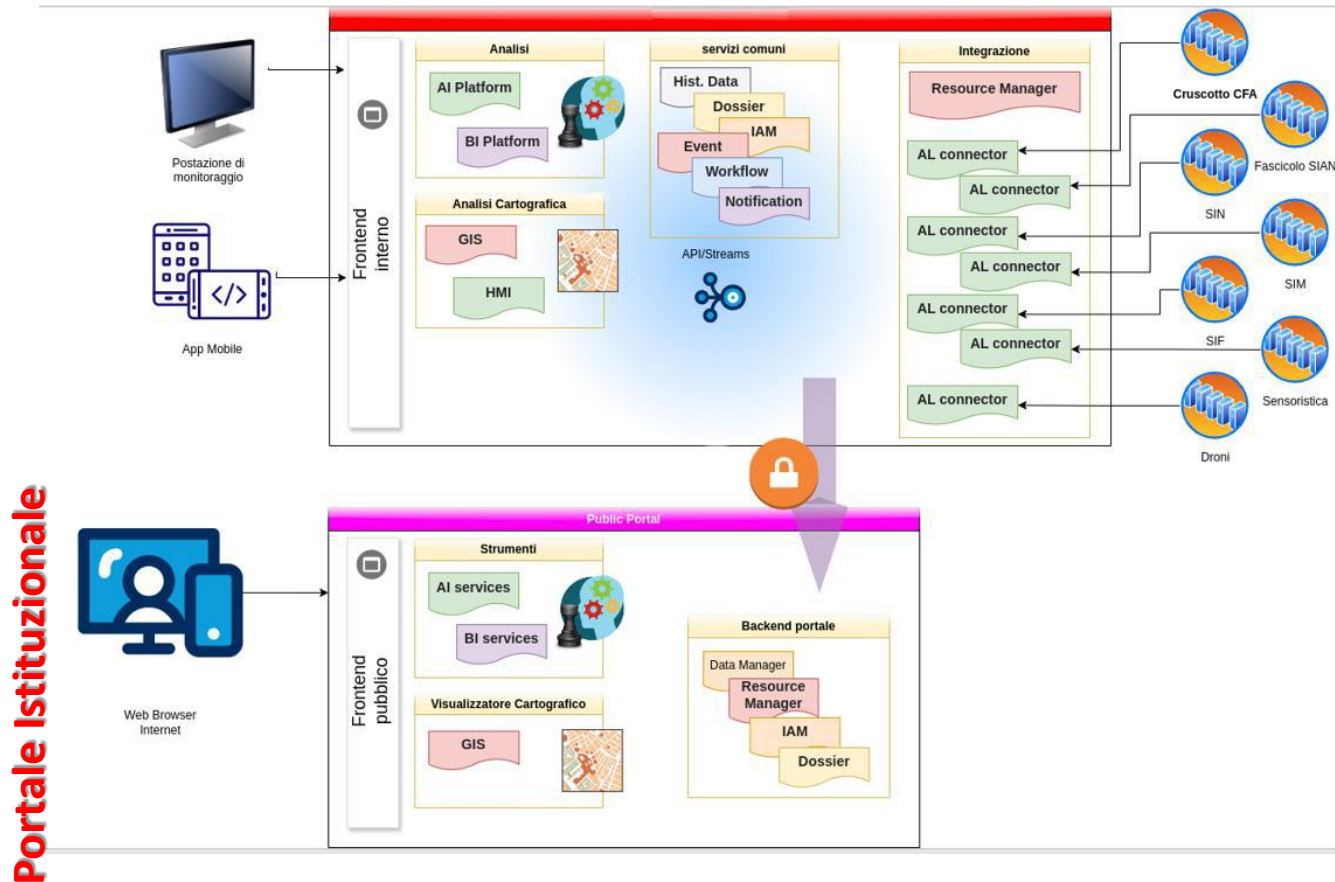 Postazione di
monitoraggio
App Mobile
Frontend
interno
Analisi
AI Platform
BI Platform
Analisi Cartografica
GIS
HMI
servizi comuni
Hist. Data
Dossier
IAM
Event
Workflow
Notification
API/Streams
Integrazione
Resource Manager
AL connector
AL connector
AL connector
AL connector
AL connector
AL connector
AL connector
Cruscotto CFA
Fascicolo SIAN
SIN
SIM
SIF
Sensoristica
Droni
Portale Istituzionale
Web Browser
Internet
Public Portal
Frontend
pubblico
Strumenti
AI services
BI services
Visualizzatore Cartografico
GIS
Backend portale
Data Manager
Resource
Manager
IAM
Dossier